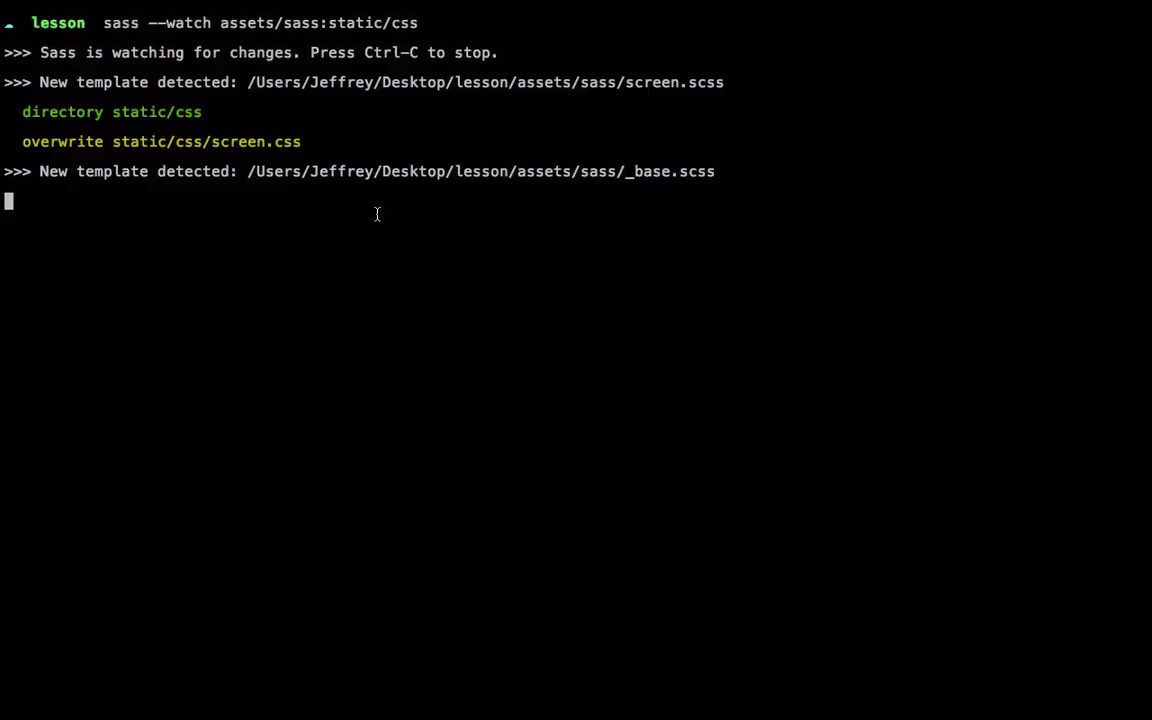 lesson sass --watch assets/sass:static/css
>>> Sass is watching for changes. Press Ctrl-C to stop.
>>> New template detected: /Users/Jeffrey/Desktop/lesson/assets/sass/screen.scss
directory static/css
overwrite static/css/screen.css
>>> New template detected: /Users/Jeffrey/Desktop/lesson/assets/sass/_base.scss